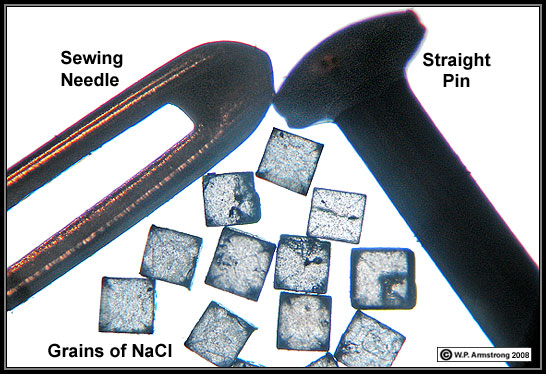 Sewing
Needle
Straight
Pin
Grains of NaCl
© W.P. Armstrong 2008